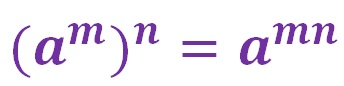 (a^m)^n = a^{mn}